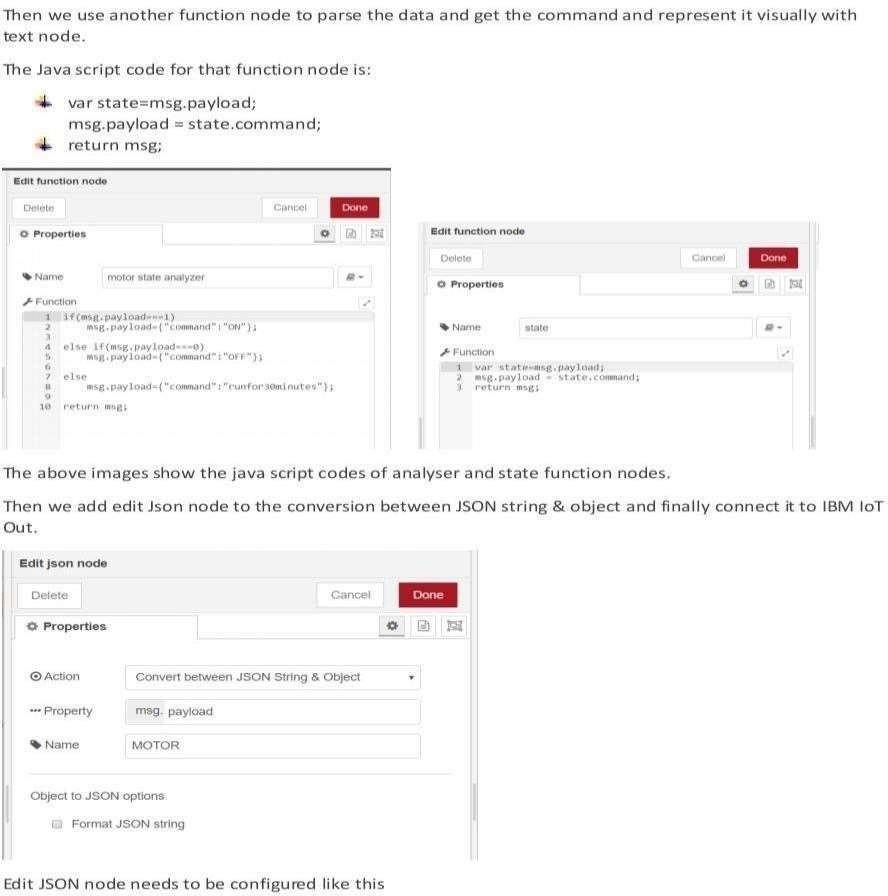 Then we use another function node to parse the data and get the command and represent it visually with
text node.
The Java script code for that function node is:
var state=msg.payload;
msg.payload = state.command;
return msg;
Edit function node
Delete
Cancel
Done
Properties
Name
motor state analyzer
Function
1 if(msg.payload===1)
2 msg.payload={"command":"ON"};
3
4 else if(msg.payload===0)
5 msg.payload={"command":"OFF"};
6
7 else
8 msg.payload={"command":"runfor30minutes"};
9
10 return msg;
Edit function node
Delete
Cancel
Done
Properties
Name
state
Function
1 var state=msg.payload;
2 msg.payload = state.command;
3 return msg;
The above images show the java script codes of analyser and state function nodes.
Then we add edit Json node to the conversion between JSON string & object and finally connect it to IBM IoT
Out.
Edit json node
Delete
Cancel
Done
Properties
Action
Convert between JSON String & Object
Property
msg. payload
Name
MOTOR
Object to JSON options
Format JSON string
Edit JSON node needs to be configured like this